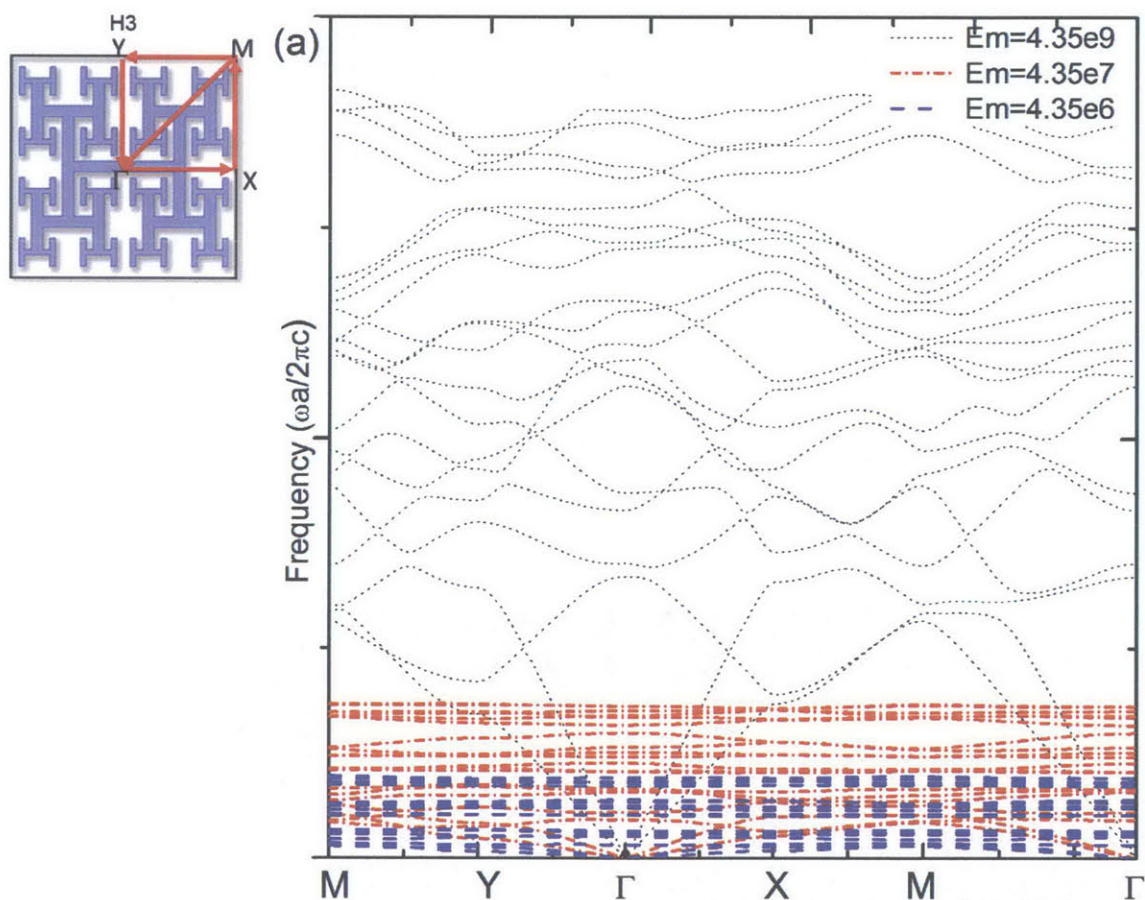 H3
Y
M
Γ
X
(a)
Em=4.35e9
Em=4.35e7
Em=4.35e6
Frequency (ωa/2πc)
M Y Γ X M Γ